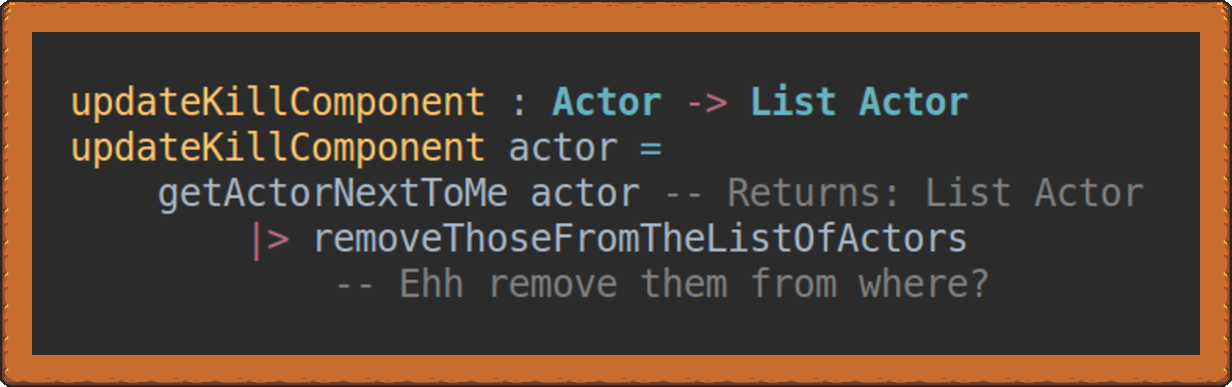 updateKillComponent : Actor -> List Actor
updateKillComponent actor =
    getActorNextToMe actor -- Returns: List Actor
        |> removeThoseFromTheListOfActors
            -- Ehh remove them from where?